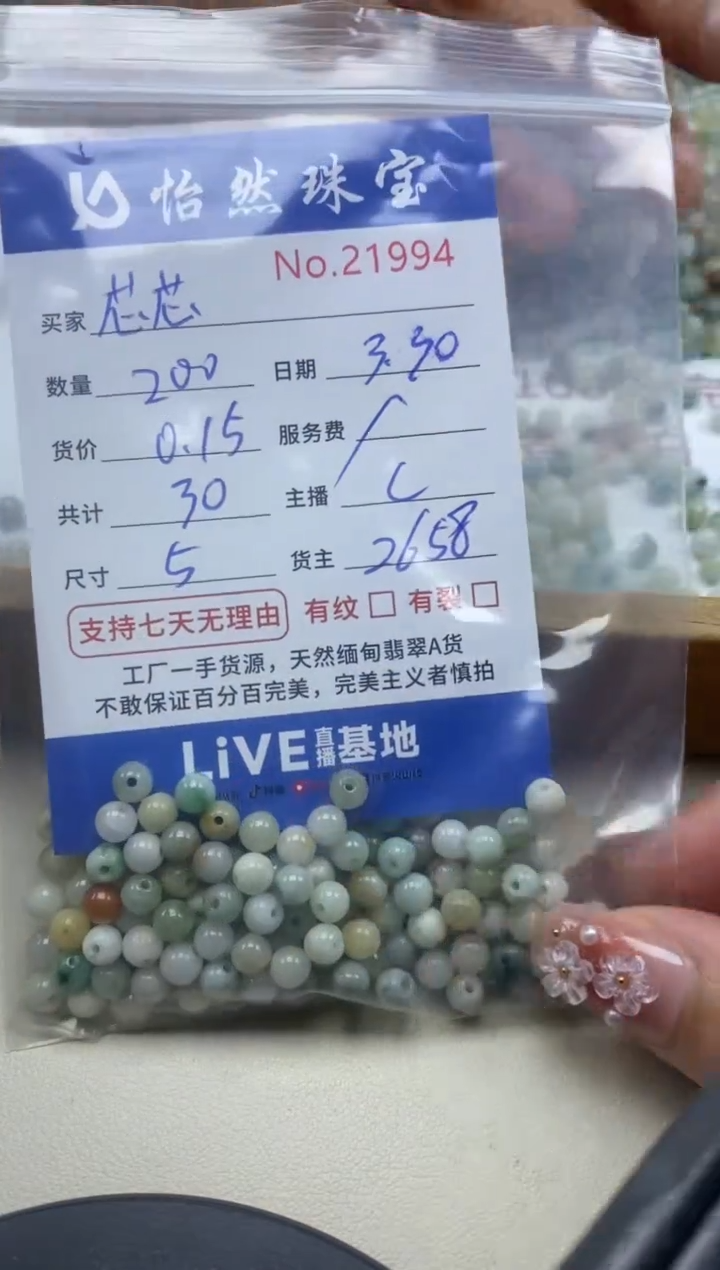 怡然珠宝
No.21994
买家 芯芯
数量 200 日期 3.30
货价 0.15 服务费 /
共计 30 主播 C
尺寸 5 货主 2658
支持七天无理由 有纹 □ 有裂 □
工厂一手货源，天然缅甸翡翠A货
不敢保证百分百完美，完美主义者慎拍
LiVE直播基地